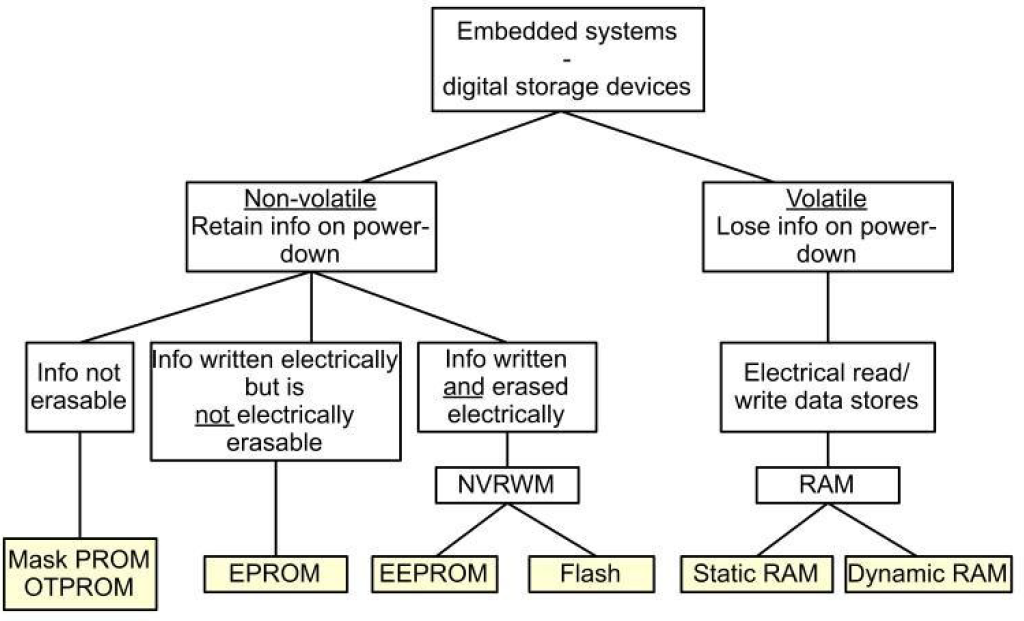 Embedded systems
-
digital storage devices
Non-volatile
Retain info on power-
down
Volatile
Lose info on power-
down
Info not
erasable
Info written electrically
but is
not electrically
erasable
Info written
and erased
electrically
Electrical read/
write data stores
NVRWM
RAM
Mask PROM
OTPROM
EPROM
EEPROM
Flash
Static RAM
Dynamic RAM